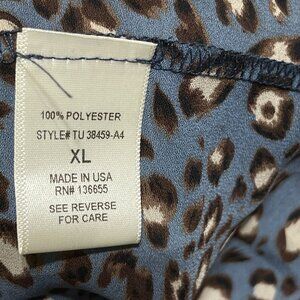 100% POLYESTER
STYLE# TU 38459-A4
XL
MADE IN USA
RN# 136655
SEE REVERSE
FOR CARE